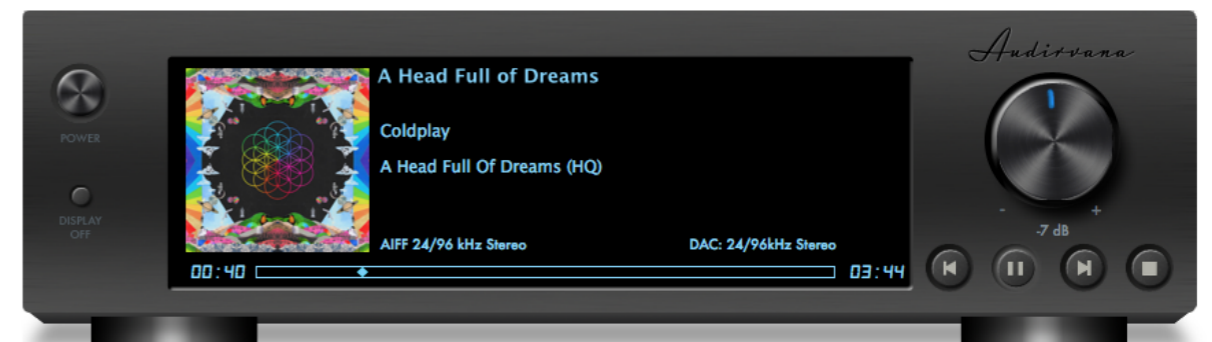 Audirvana
A Head Full of Dreams
POWER
Coldplay
A Head Full Of Dreams (HQ)
DISPLAY
OFF
- +
-7 dB
AIFF 24/96 kHz Stereo DAC: 24/96kHz Stereo
00:40 03:44